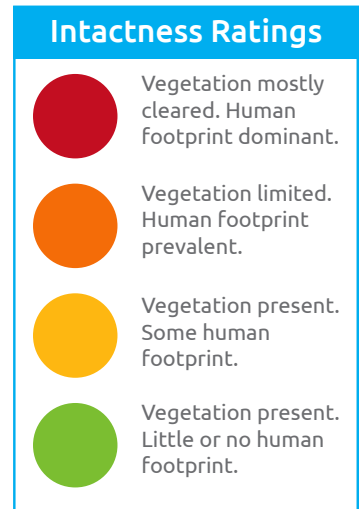 Intactness Ratings
Vegetation mostly
cleared. Human
footprint dominant.
Vegetation limited.
Human footprint
prevalent.
Vegetation present.
Some human
footprint.
Vegetation present.
Little or no human
footprint.